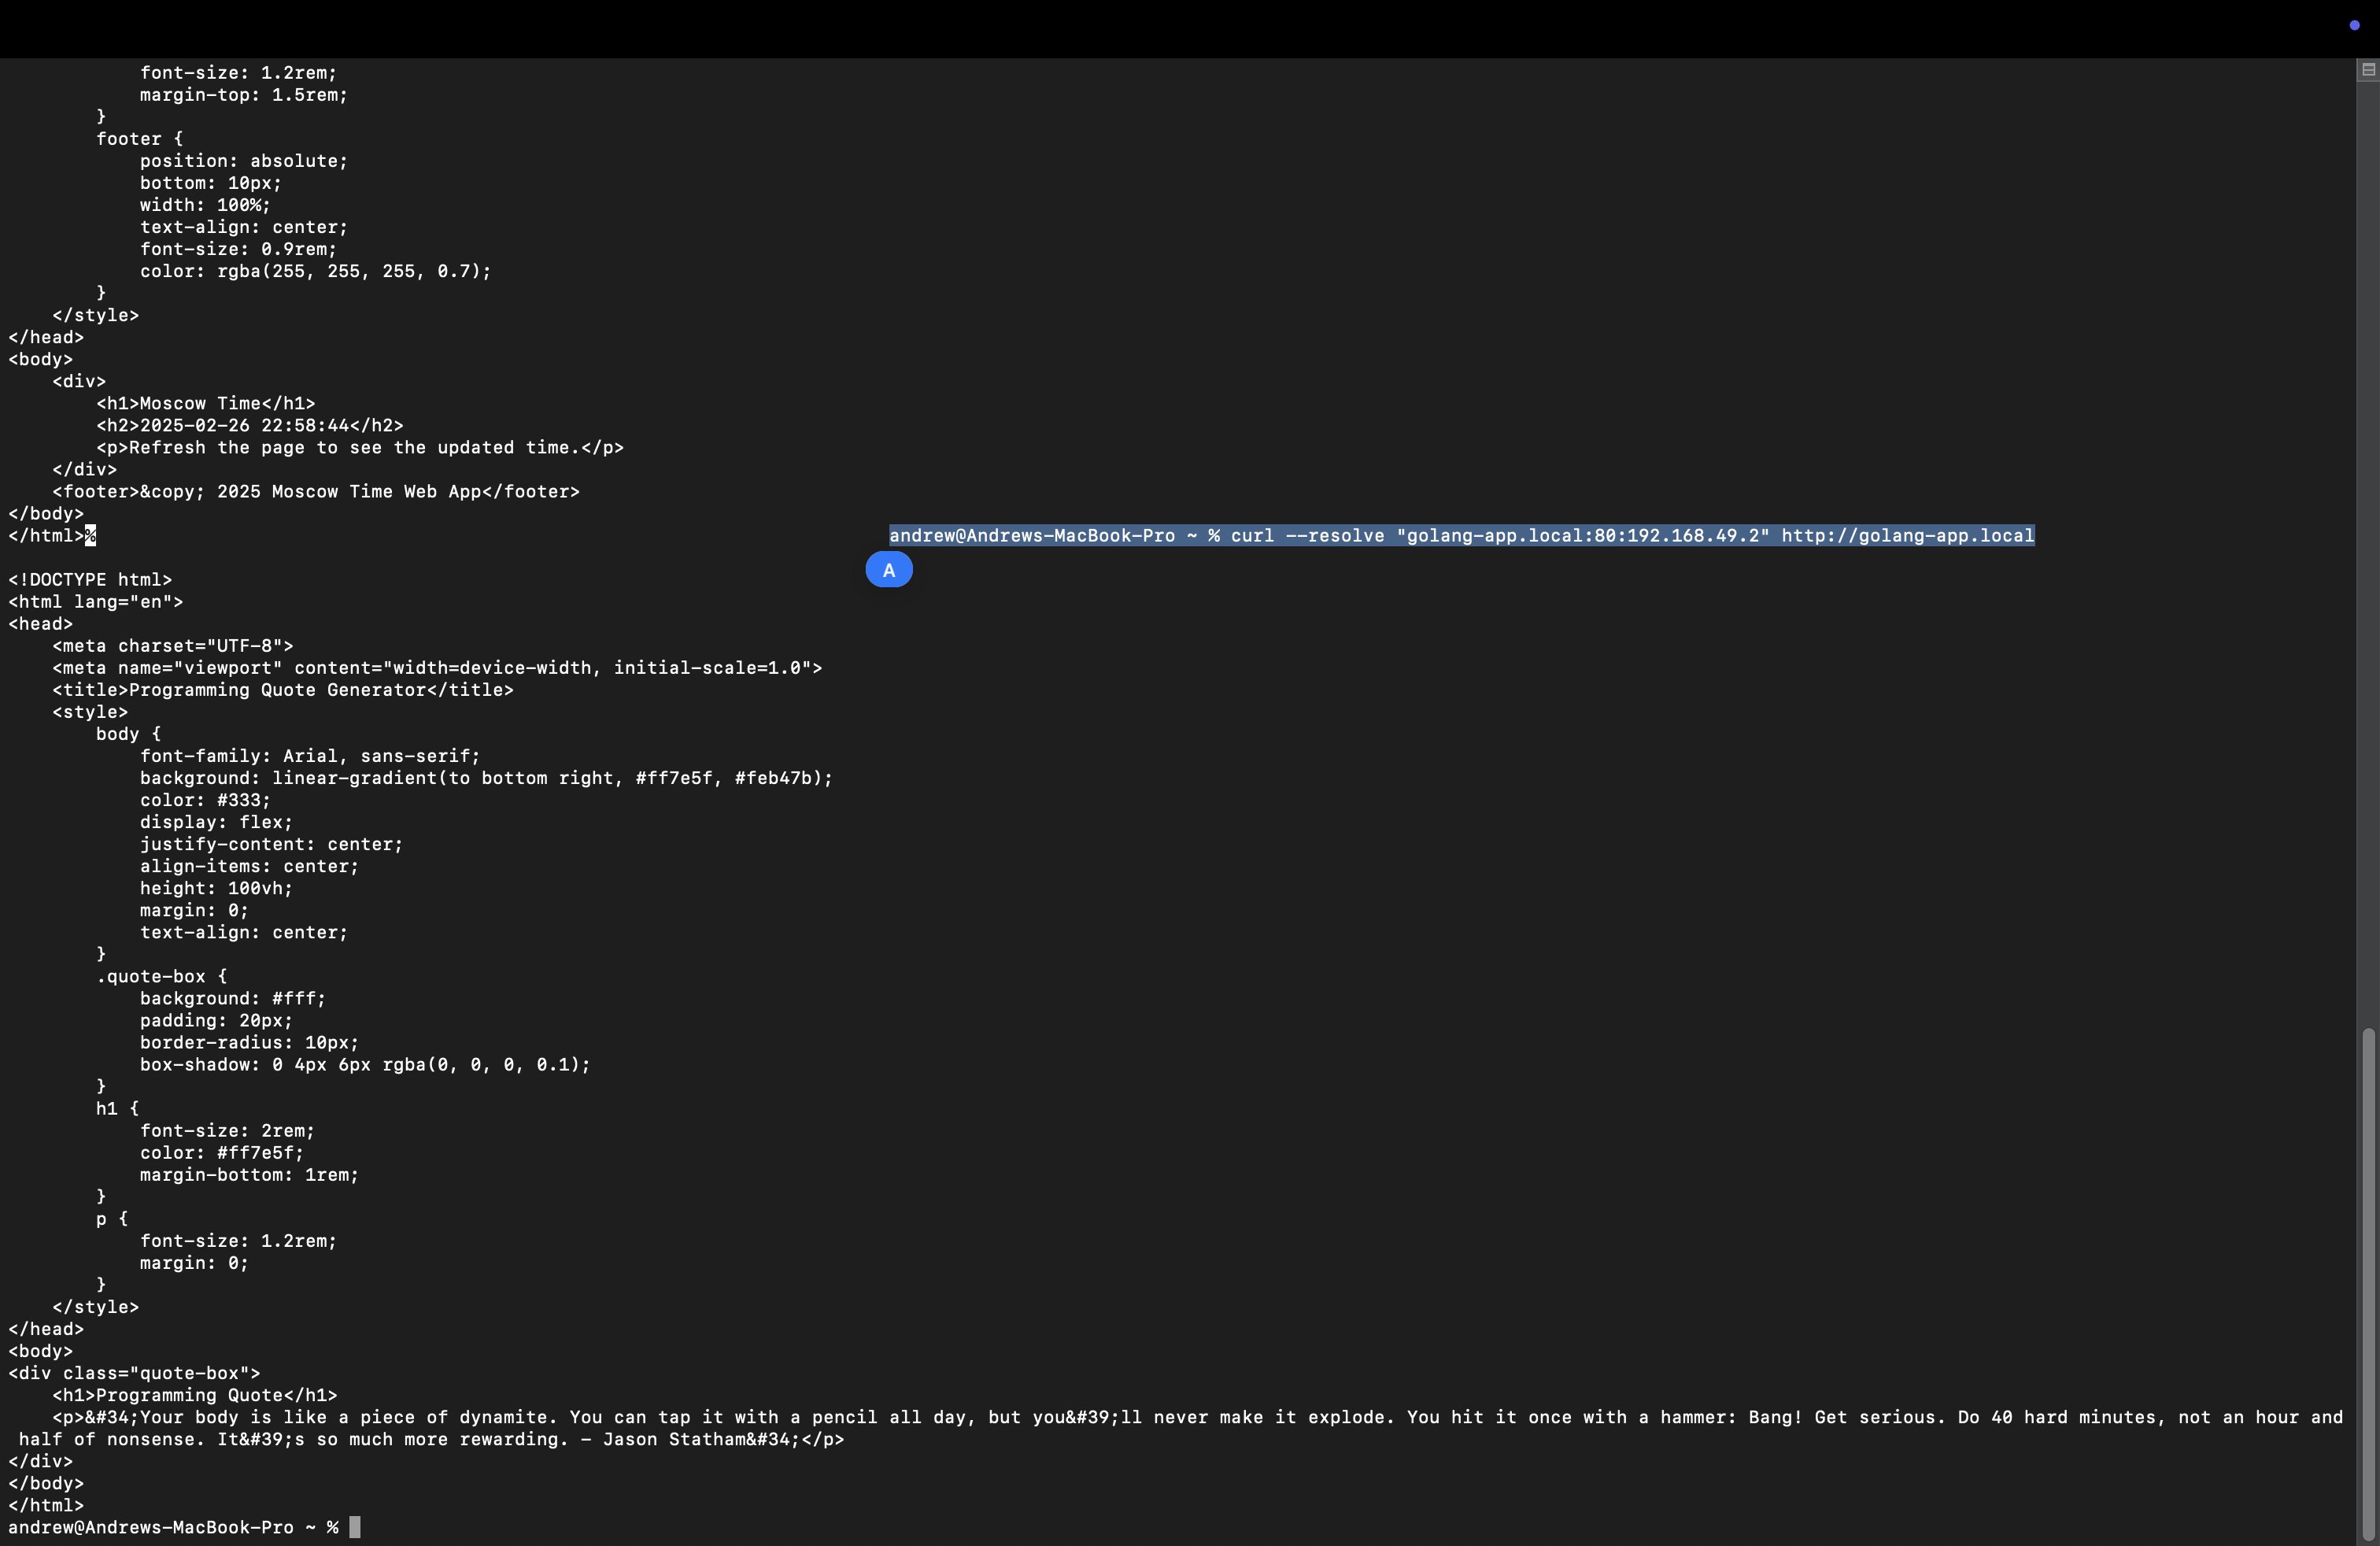 font-size: 1.2rem;
            margin-top: 1.5rem;
        }
        footer {
            position: absolute;
            bottom: 10px;
            width: 100%;
            text-align: center;
            font-size: 0.9rem;
            color: rgba(255, 255, 255, 0.7);
        }
    </style>
</head>
<body>
    <div>
        <h1>Moscow Time</h1>
        <h2>2025-02-26 22:58:44</h2>
        <p>Refresh the page to see the updated time.</p>
    </div>
    <footer>&copy; 2025 Moscow Time Web App</footer>
</body>
</html>% andrew@Andrews-MacBook-Pro ~ % curl --resolve "golang-app.local:80:192.168.49.2" http://golang-app.local
A
<!DOCTYPE html>
<html lang="en">
<head>
    <meta charset="UTF-8">
    <meta name="viewport" content="width=device-width, initial-scale=1.0">
    <title>Programming Quote Generator</title>
    <style>
        body {
            font-family: Arial, sans-serif;
            background: linear-gradient(to bottom right, #ff7e5f, #feb47b);
            color: #333;
            display: flex;
            justify-content: center;
            align-items: center;
            height: 100vh;
            margin: 0;
            text-align: center;
        }
        .quote-box {
            background: #fff;
            padding: 20px;
            border-radius: 10px;
            box-shadow: 0 4px 6px rgba(0, 0, 0, 0.1);
        }
        h1 {
            font-size: 2rem;
            color: #ff7e5f;
            margin-bottom: 1rem;
        }
        p {
            font-size: 1.2rem;
            margin: 0;
        }
    </style>
</head>
<body>
<div class="quote-box">
    <h1>Programming Quote</h1>
    <p>&#34;Your body is like a piece of dynamite. You can tap it with a pencil all day, but you&#39;ll never make it explode. You hit it once with a hammer: Bang! Get serious. Do 40 hard minutes, not an hour and
 half of nonsense. It&#39;s so much more rewarding. – Jason Statham&#34;</p>
</div>
</body>
</html>
andrew@Andrews-MacBook-Pro ~ %